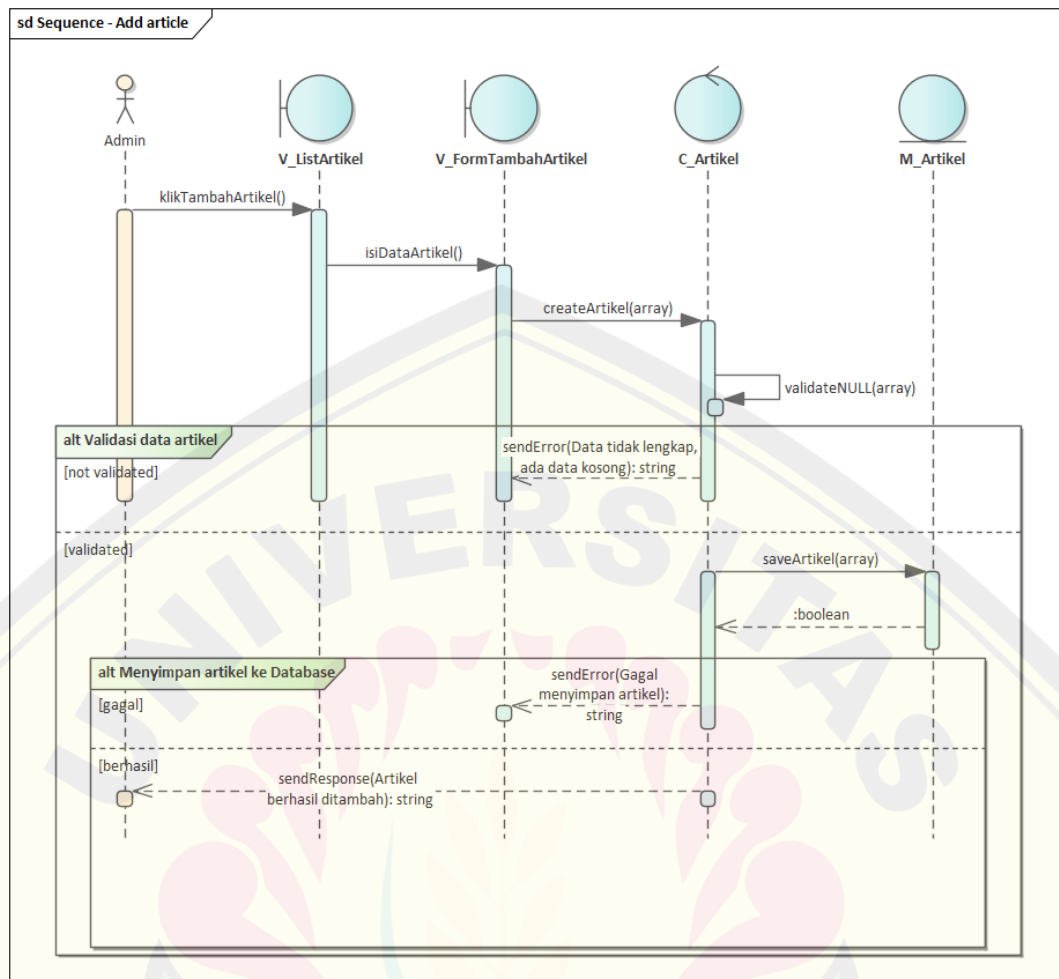 sd Sequence - Add article
Admin
V_ListArtikel
V_FormTambahArtikel
C_Artikel
M_Artikel
klikTambahArtikel()
isiDataArtikel()
createArtikel(array)
validateNULL(array)
alt Validasi data artikel
[not validated]
sendError(Data tidak lengkap,
ada data kosong): string
[validated]
saveArtikel(array)
:boolean
alt Menyimpan artikel ke Database
[gagal]
sendError(Gagal
menyimpan artikel):
string
[berhasil]
sendResponse(Artikel
berhasil ditambah): string
UNIVERSITAS